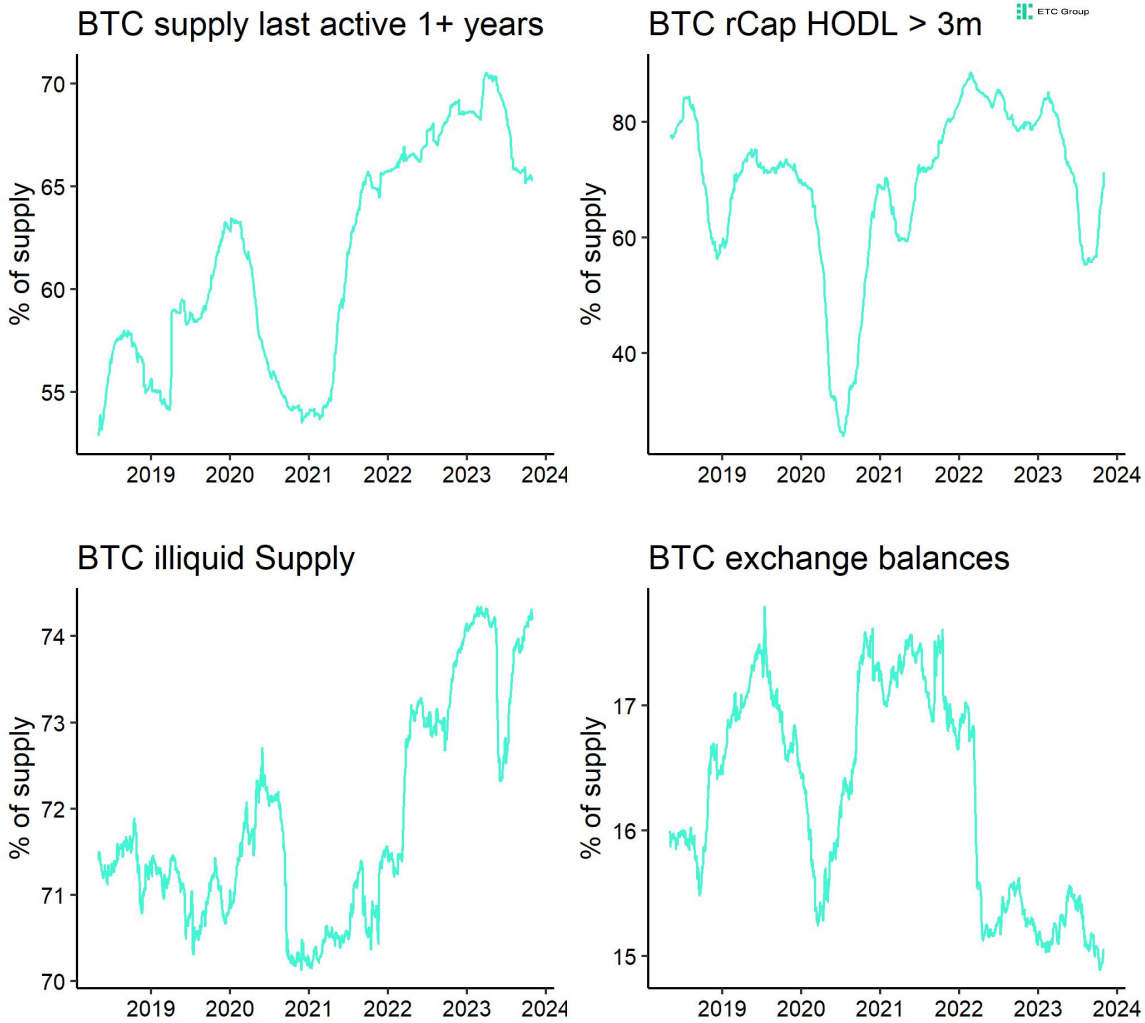 BTC supply last active 1+ years
% of supply
70
65
60
55
2019 2020 2021 2022 2023 2024
BTC rCap HODL > 3m
ETC Group
% of supply
80
60
40
2019 2020 2021 2022 2023 2024
BTC illiquid Supply
% of supply
74
73
72
71
70
2019 2020 2021 2022 2023 2024
BTC exchange balances
% of supply
17
16
15
2019 2020 2021 2022 2023 2024